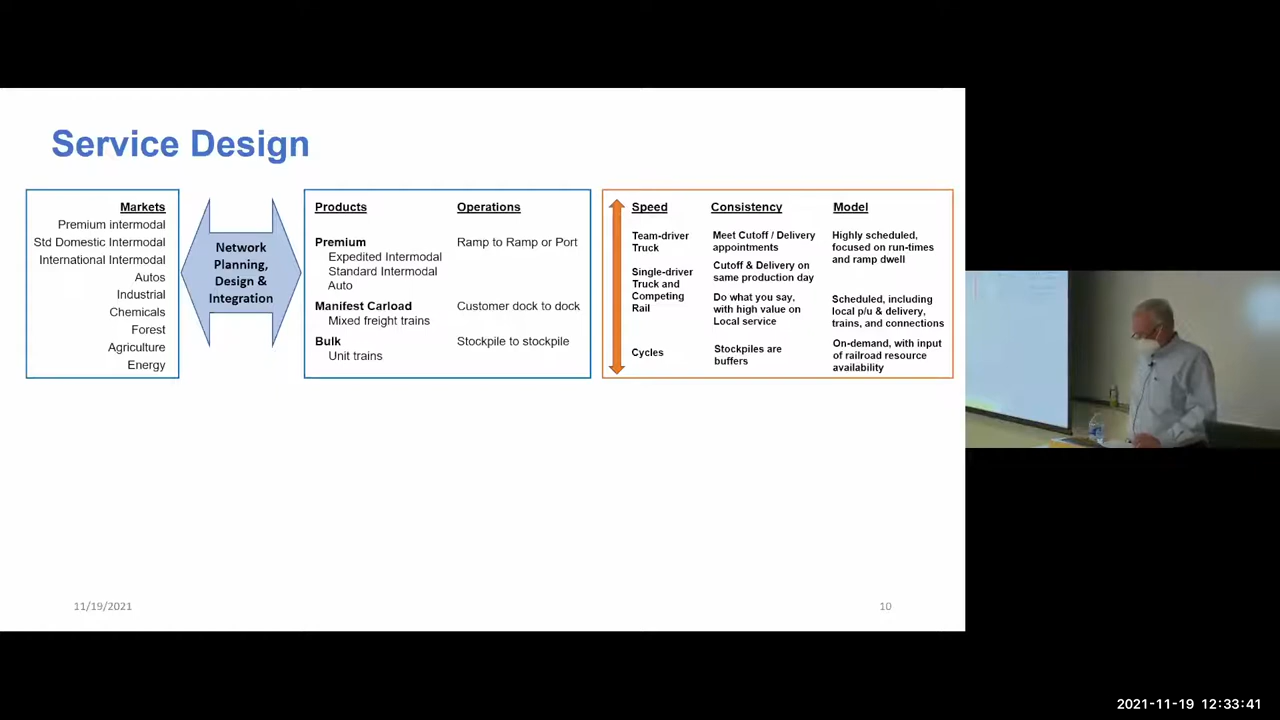 Service Design
Markets
Premium intermodal
Std Domestic Intermodal
International Intermodal
Autos
Industrial
Chemicals
Forest
Agriculture
Energy
Network
Planning,
Design &
Integration
Products
Premium
Expedited Intermodal
Standard Intermodal
Auto
Manifest Carload
Mixed freight trains
Bulk
Unit trains
Operations
Ramp to Ramp or Port
Customer dock to dock
Stockpile to stockpile
Speed
Team-driver
Truck
Single-driver
Truck and
Competing
Rail
Cycles
Consistency
Meet Cutoff / Delivery
appointments
Cutoff & Delivery on
same production day
Do what you say,
with high value on
Local service
Stockpiles are
buffers
Model
Highly scheduled,
focused on run-times
and ramp dwell
Scheduled, including
local p/u & delivery,
trains, and connections
On-demand, with input
of railroad resource
availability
11/19/2021
10
2021-11-19 12:33:41